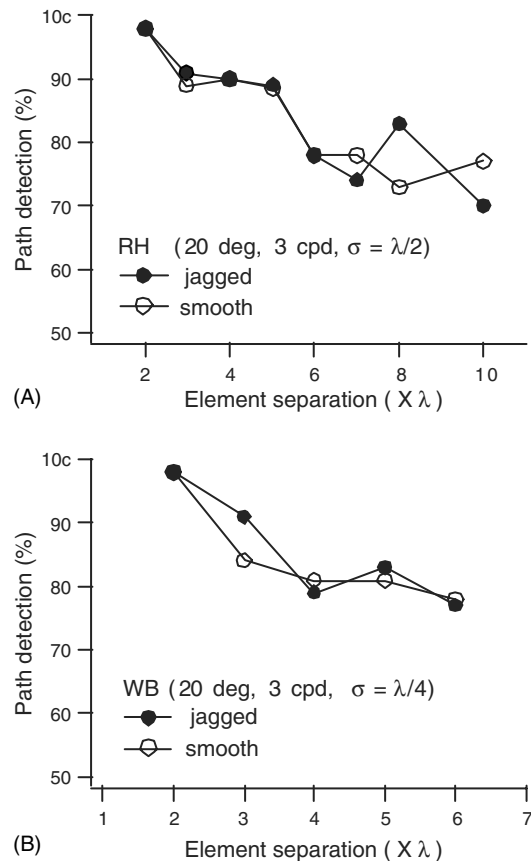 10c
90
80
70
60
50
Path detection (%)
RH (20 deg, 3 cpd, σ = λ/2)
jagged
smooth
2 4 6 8 10
(A)
Element separation ( X λ)
10c
90
80
70
60
50
Path detection (%)
WB (20 deg, 3 cpd, σ = λ/4)
jagged
smooth
1 2 3 4 5 6 7
(B)
Element separation ( X λ)